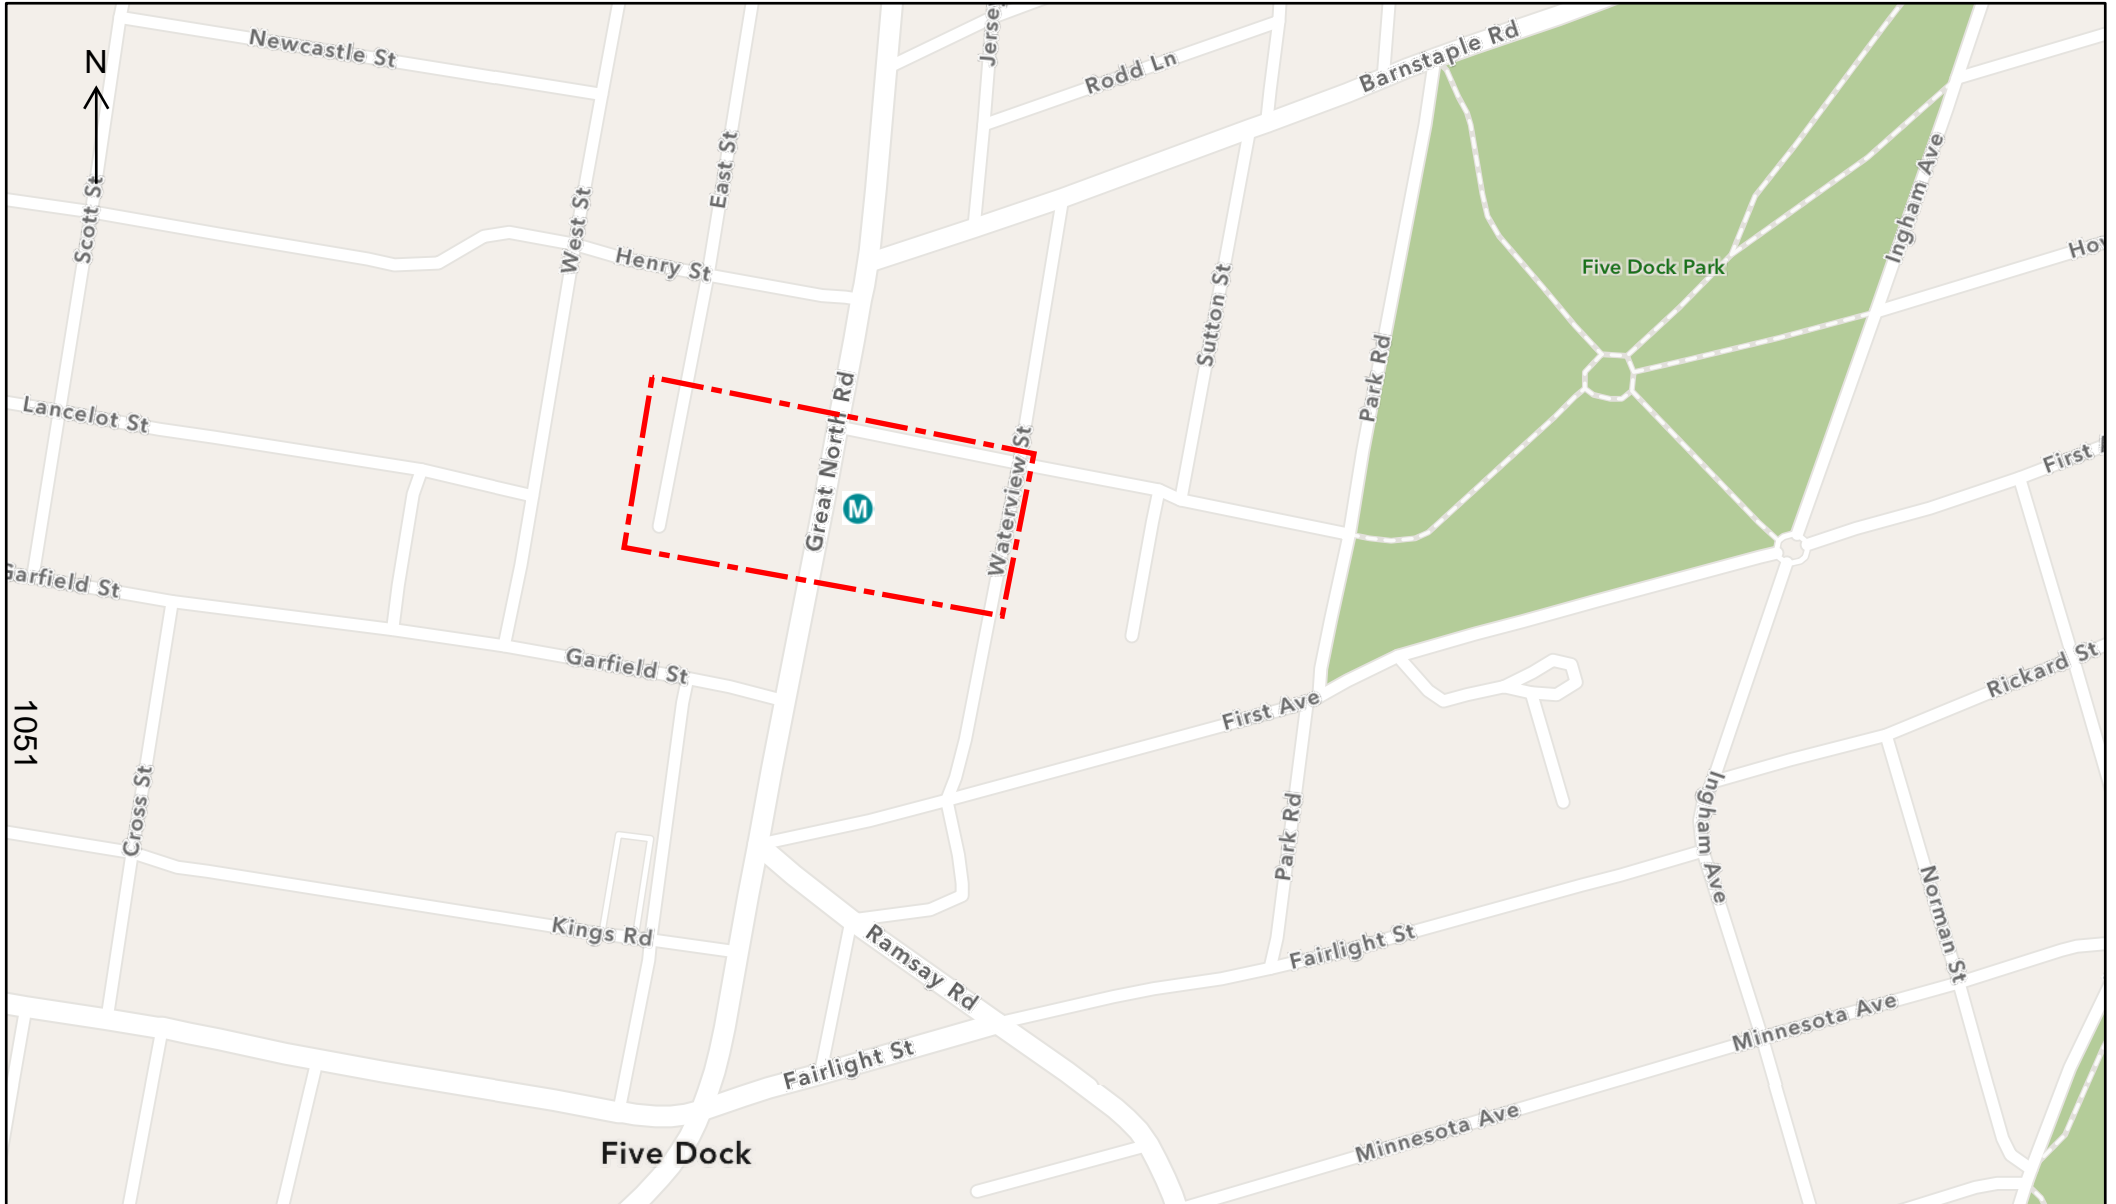 Newcastle St
Jersey
Rodd Ln
Barnstaple Rd
N
Scott St
East St
West St
Henry St
Ingham Ave
Five Dock Park
Sutton St
Park Rd
Lancelot St
Great North Rd
Waterview St
M
First
Garfield St
Garfield St
First Ave
Rickard St
1051
Cross St
Park Rd
Ingham Ave
Kings Rd
Ramsay Rd
Fairlight St
Norman St
Fairlight St
Minnesota Ave
Minnesota Ave
Five Dock